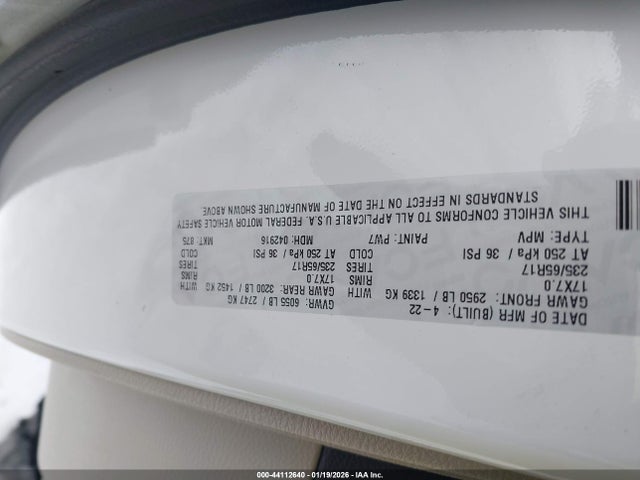 DATE OF MFR (BUILT): 4-22
GVWR: 6055 LB / 2747 KG
GAWR FRONT: 2950 LB / 1339 KG WITH
GAWR: REAR: 3200 LB / 1452 KG WITH
17X7.0 RIMS
17X7.0 RIMS
235/65R17 TIRES
235/65R17 TIRES
AT 250 kPa / 36 PSI COLD
AT 250 kPa / 36 PSI COLD
TYPE: MPV PAINT: PW7 MDH: 042916 MKT: 875
THIS VEHICLE CONFORMS TO ALL APPLICABLE U.S.A. FEDERAL MOTOR VEHICLE SAFETY
STANDARDS IN EFFECT ON THE DATE OF MANUFACTURE SHOWN ABOVE.
000-44112640 - 01/19/2026 - IAA Inc.